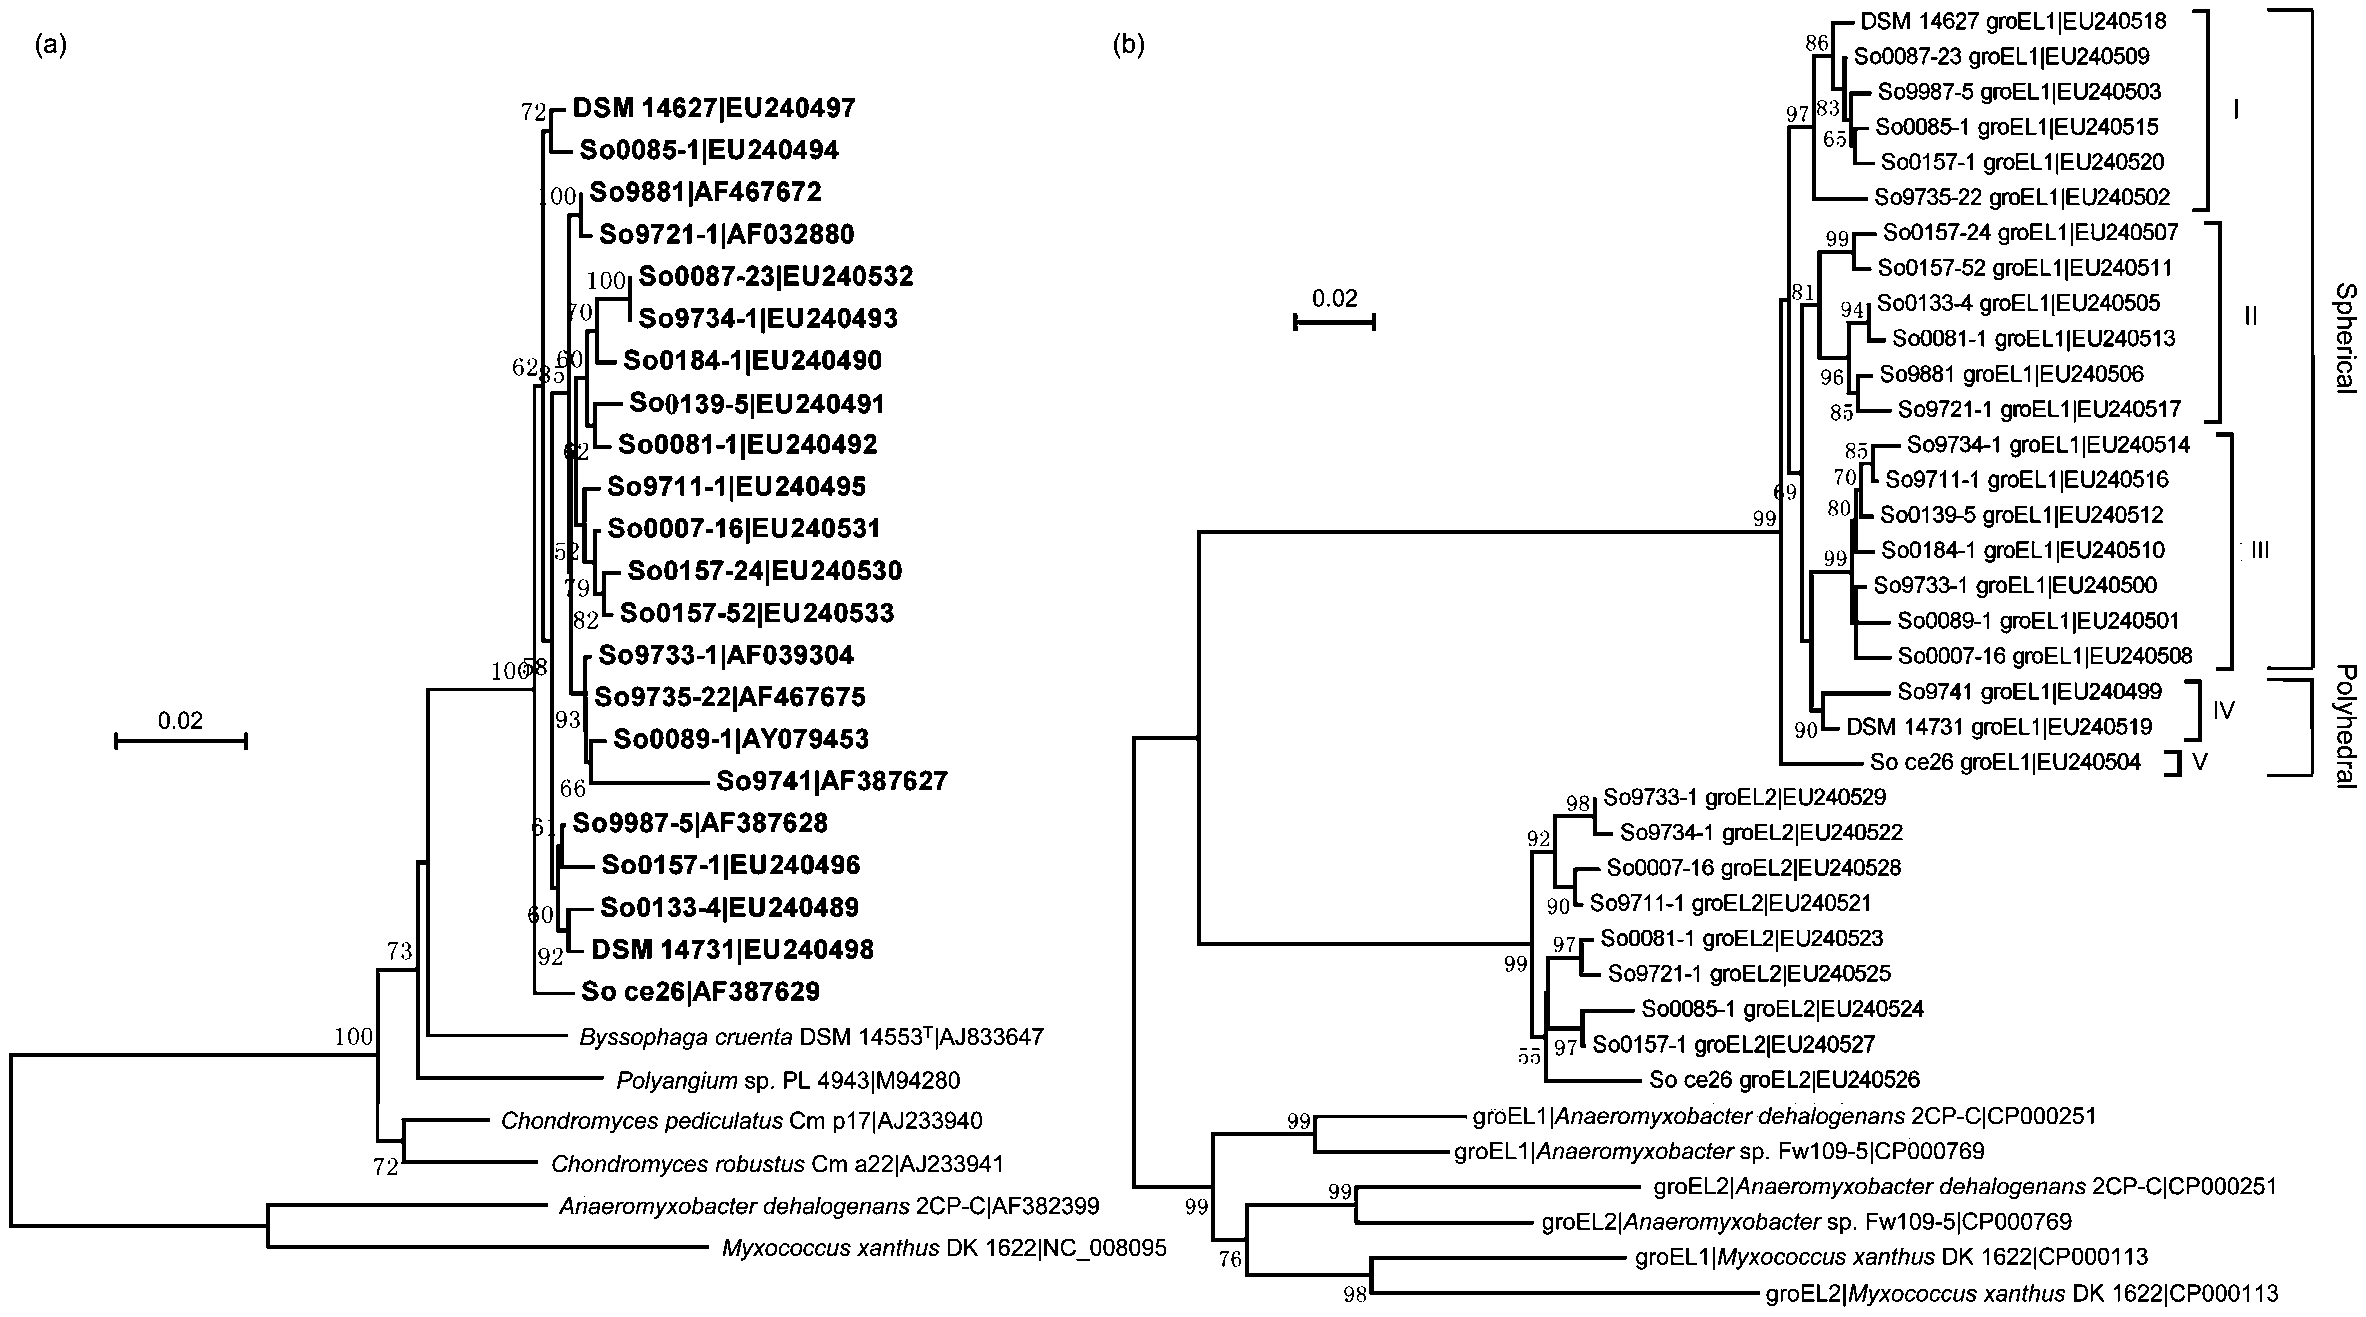 (a)
72
DSM 14627|EU240497
So0085-1|EU240494
100
So9881|AF467672
So9721-1|AF032880
100
So0087-23|EU240532
So9734-1|EU240493
70
So0184-1|EU240490
60
62
85
So0139-5|EU240491
So0081-1|EU240492
62
So9711-1|EU240495
So0007-16|EU240531
52
So0157-24|EU240530
79
So0157-52|EU240533
82
So9733-1|AF039304
100
58
So9735-22|AF467675
93
So0089-1|AY079453
So9741|AF387627
66
So9987-5|AF387628
61
So0157-1|EU240496
So0133-4|EU240489
60
DSM 14731|EU240498
92
So ce26|AF387629
0.02
73
100
Byssophaga cruenta DSM 14553T|AJ833647
Polyangium sp. PL 4943|M94280
Chondromyces pediculatus Cm p17|AJ233940
72
Chondromyces robustus Cm a22|AJ233941
Anaeromyxobacter dehalogenans 2CP-C|AF382399
Myxococcus xanthus DK 1622|NC_008095
(b)
DSM 14627 groEL1|EU240518
86
So0087-23 groEL1|EU240509
So9987-5 groEL1|EU240503
97
83
I
So0085-1 groEL1|EU240515
65
So0157-1 groEL1|EU240520
So9735-22 groEL1|EU240502
So0157-24 groEL1|EU240507
99
So0157-52 groEL1|EU240511
81
0.02
So0133-4 groEL1|EU240505
94
II
So0081-1 groEL1|EU240513
Spherical
So9881 groEL1|EU240506
96
So9721-1 groEL1|EU240517
85
So9734-1 groEL1|EU240514
85
So9711-1 groEL1|EU240516
70
69
80
So0139-5 groEL1|EU240512
99
So0184-1 groEL1|EU240510
99
III
So9733-1 groEL1|EU240500
So0089-1 groEL1|EU240501
So0007-16 groEL1|EU240508
So9741 groEL1|EU240499
IV
DSM 14731 groEL1|EU240519
90
Polyhedral
So ce26 groEL1|EU240504
V
So9733-1 groEL2|EU240529
98
So9734-1 groEL2|EU240522
92
So0007-16 groEL2|EU240528
So9711-1 groEL2|EU240521
90
So0081-1 groEL2|EU240523
97
99
So9721-1 groEL2|EU240525
So0085-1 groEL2|EU240524
So0157-1 groEL2|EU240527
97
55
So ce26 groEL2|EU240526
groEL1|Anaeromyxobacter dehalogenans 2CP-C|CP000251
99
groEL1|Anaeromyxobacter sp. Fw109-5|CP000769
groEL2|Anaeromyxobacter dehalogenans 2CP-C|CP000251
99
99
groEL2|Anaeromyxobacter sp. Fw109-5|CP000769
76
groEL1|Myxococcus xanthus DK 1622|CP000113
98
groEL2|Myxococcus xanthus DK 1622|CP000113